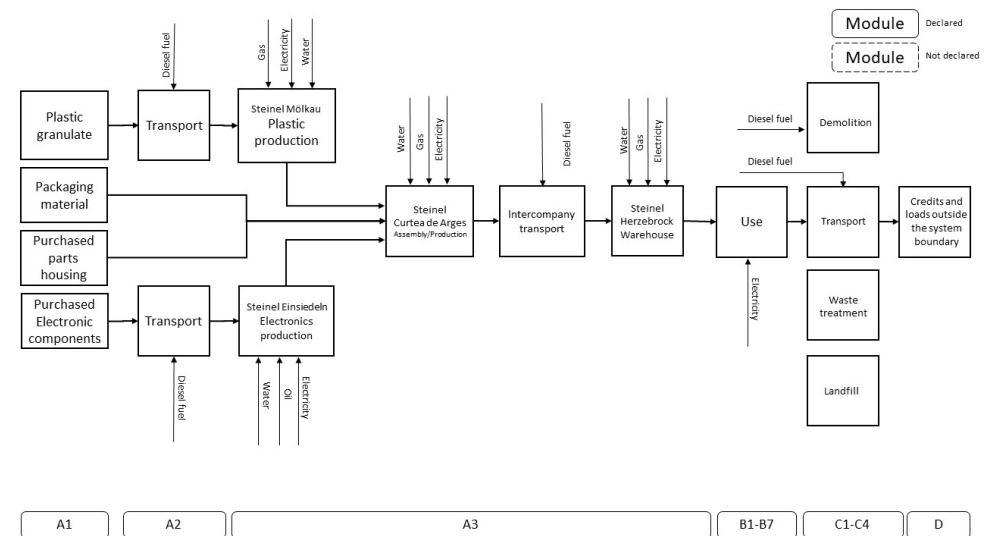 Module
Declared
Module
Not declared
Diesel fuel
Gas
Electricity
Water
Plastic
granulate
Transport
Steinel Mölkau
Plastic
production
Packaging
material
Purchased
parts
housing
Purchased
Electronic
components
Transport
Steinel Einsiedeln
Electronics
production
Diesel fuel
Water
Oil
Electricity
Water
Gas
Electricity
Steinel
Curtea de Arges
Assembly/Production
Diesel fuel
Intercompany
transport
Water
Gas
Electricity
Steinel
Herzebrock
Warehouse
Use
Electricity
Diesel fuel
Demolition
Diesel fuel
Transport
Waste
treatment
Landfill
Credits and
loads outside
the system
boundary
A1
A2
A3
B1-B7
C1-C4
D